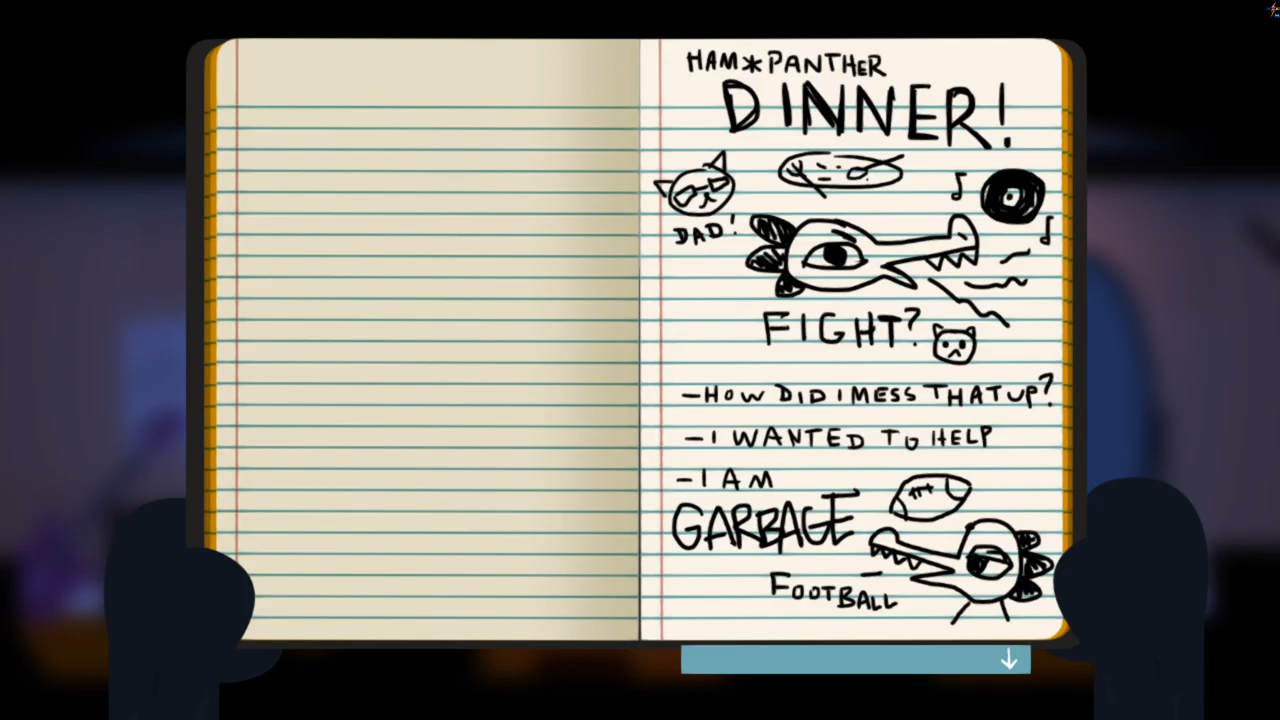 HAM*PANTHER
DINNER!
DAD!
FIGHT?
-HOW DID I MESS THAT UP?
-I WANTED TO HELP
-I AM
GARBAGE
FOOTBALL